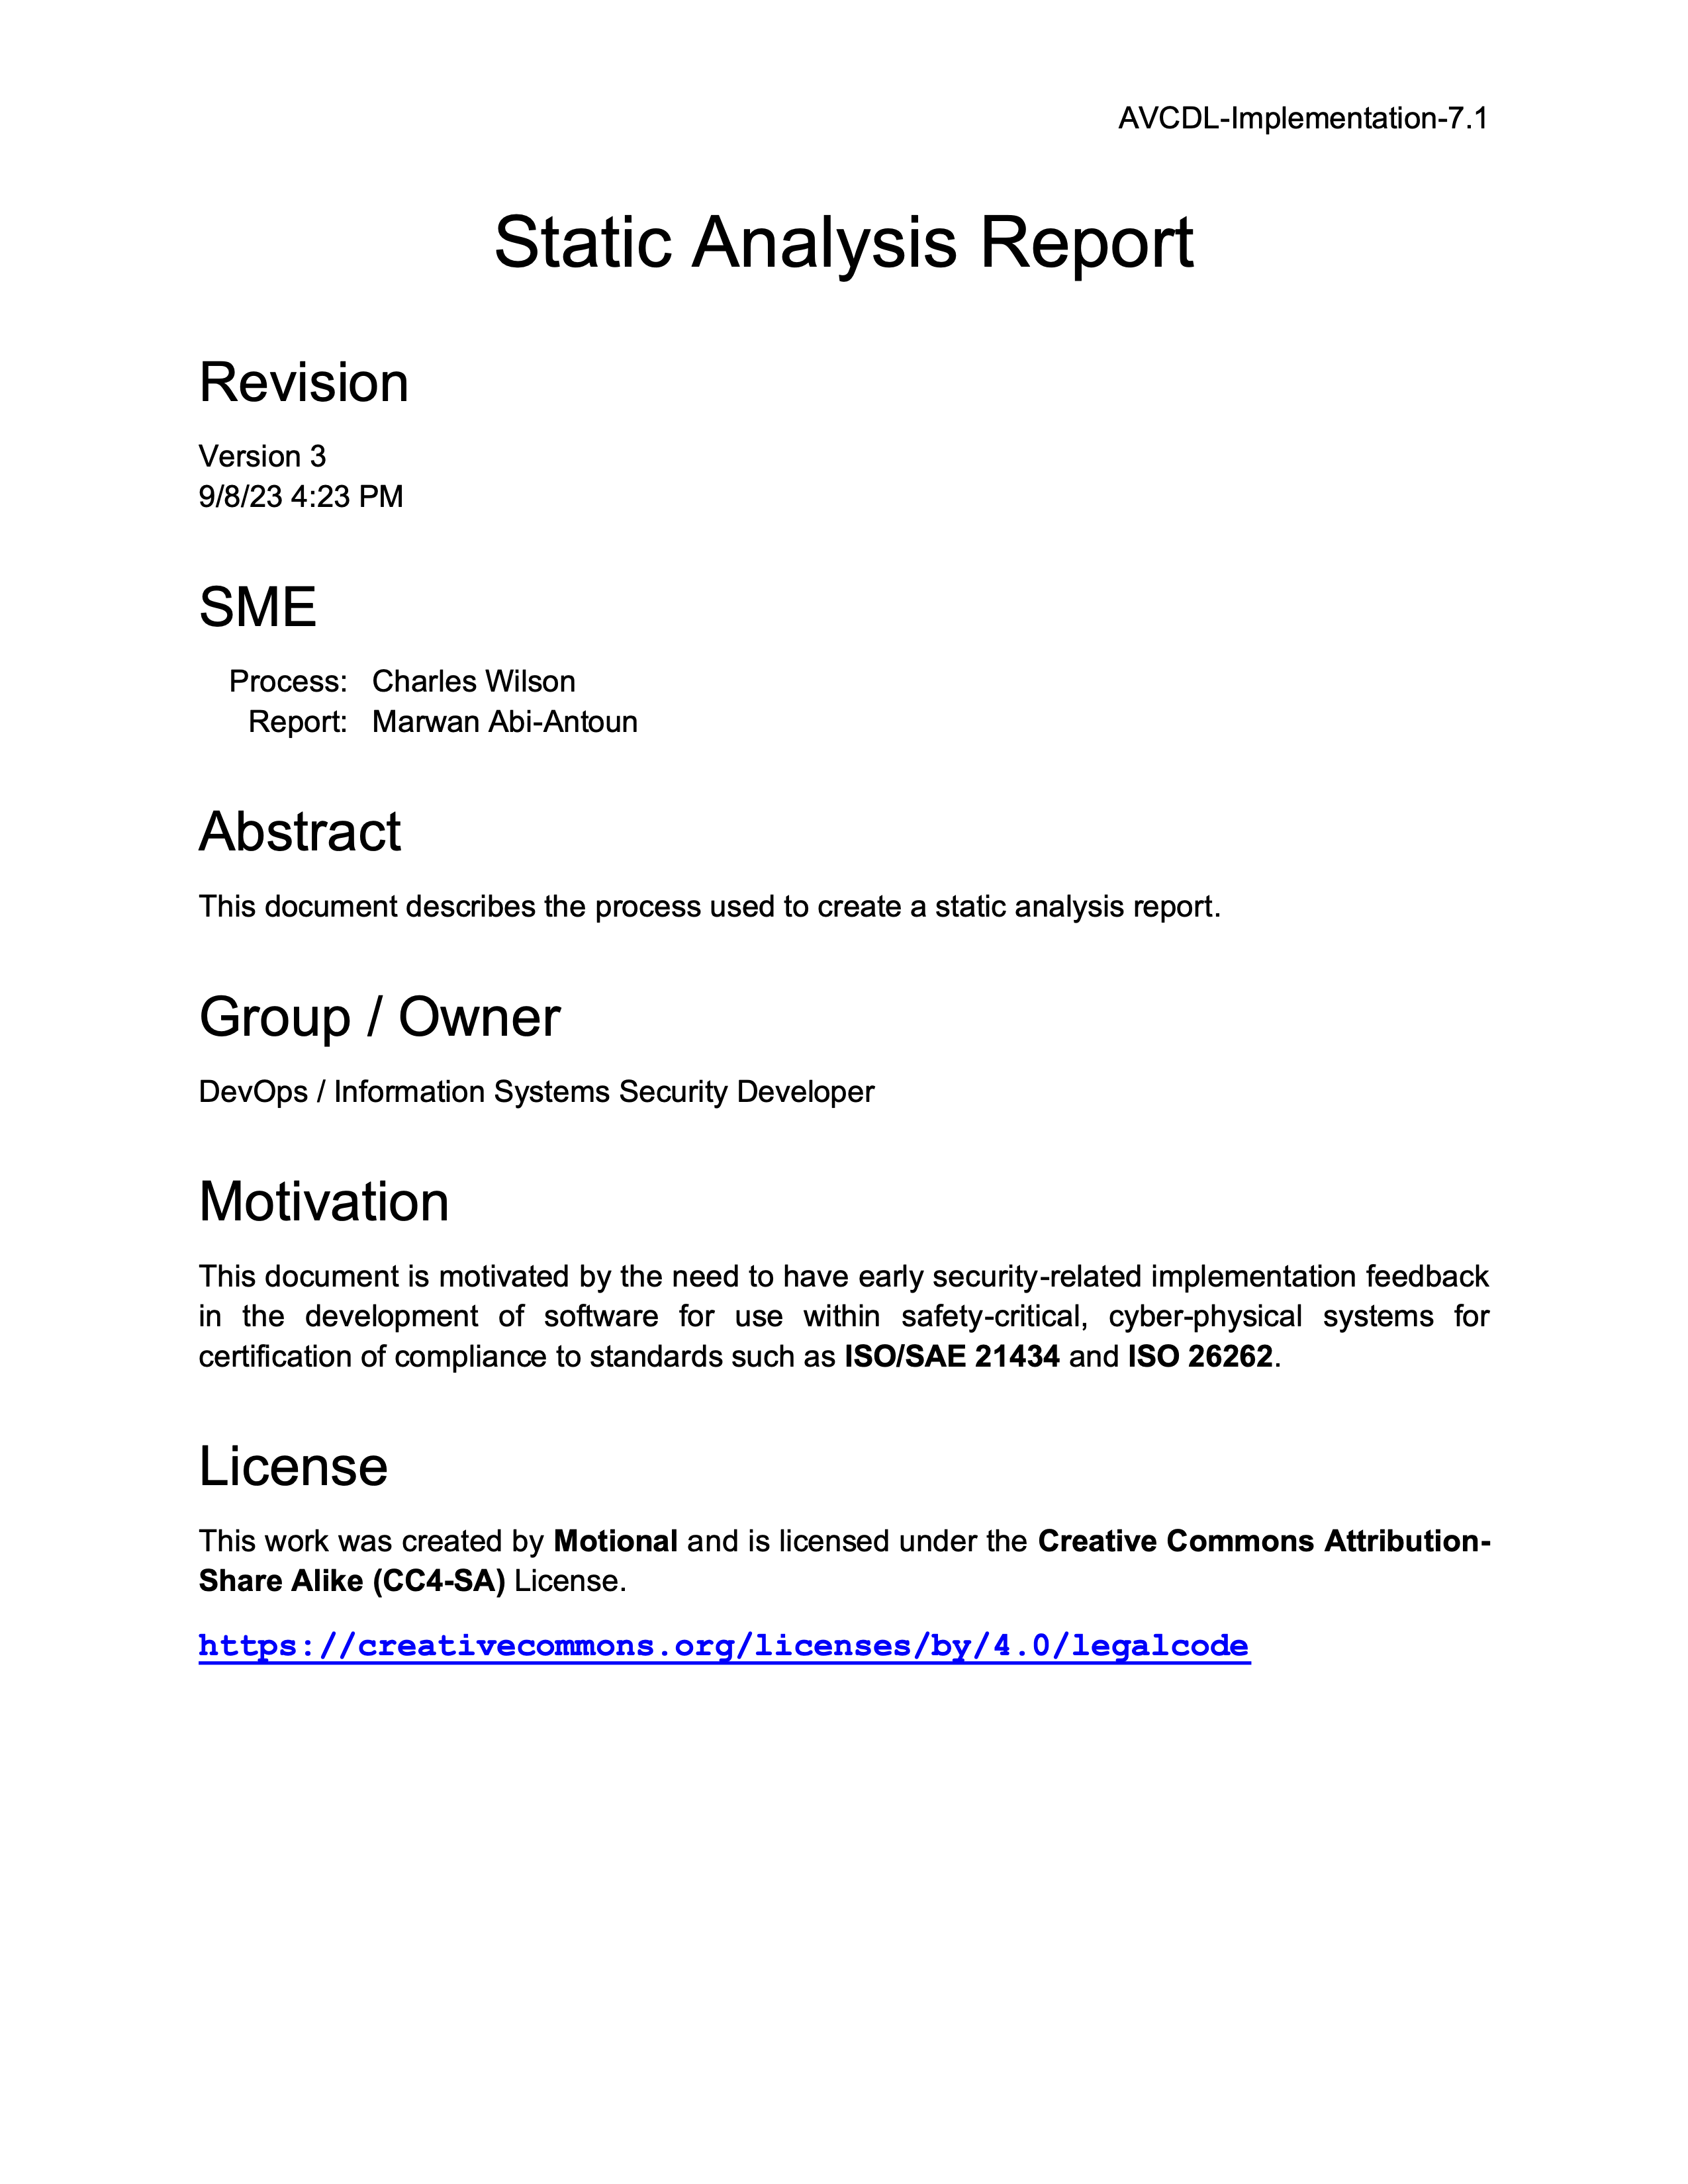 AVCDL-Implementation-7.1
Static Analysis Report
Revision
Version 3
9/8/23 4:23 PM
SME
Process: Charles Wilson
Report: Marwan Abi-Antoun
Abstract
This document describes the process used to create a static analysis report.
Group / Owner
DevOps / Information Systems Security Developer
Motivation
This document is motivated by the need to have early security-related implementation feedback
in the development of software for use within safety-critical, cyber-physical systems for
certification of compliance to standards such as ISO/SAE 21434 and ISO 26262.
License
This work was created by Motional and is licensed under the Creative Commons Attribution-
Share Alike (CC4-SA) License.
https://creativecommons.org/licenses/by/4.0/legalcode